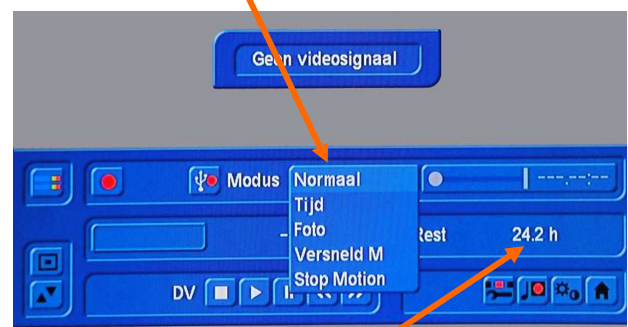 Geen videosignaal
Modus Normaal --.--:--
Tijd
Foto
Rest 24.2 h
Versneld M
DV Stop Motion